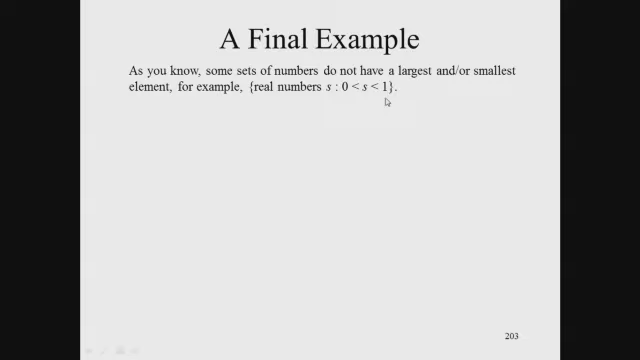 A Final Example
As you know, some sets of numbers do not have a largest and/or smallest
element, for example, {real numbers s : 0 < s < 1}.
203